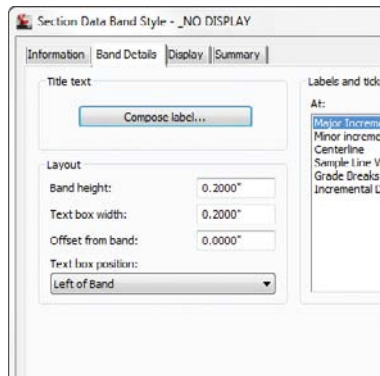 Section Data Band Style - _NO DISPLAY
Information Band Details Display Summary
Title text
Compose label...
Layout
Band height: 0.2000"
Text box width: 0.2000"
Offset from band: 0.0000"
Text box position:
Left of Band
Labels and tick
At:
Major Increme
Minor increme
Centerline
Sample Line V
Grade Breaks
Incremental D